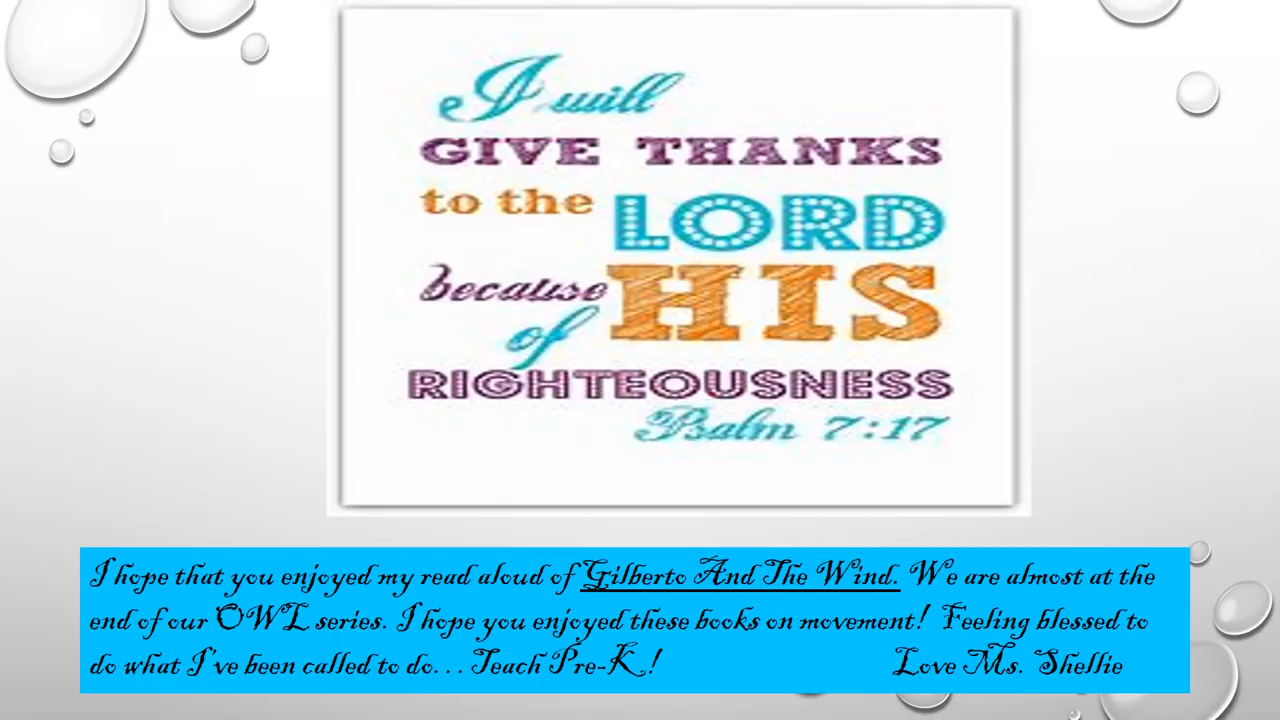 I will
GIVE THANKS
to the LORD
because HIS
of
RIGHTEOUSNESS
Psalm 7:17
I hope that you enjoyed my read aloud of Gilberto And The Wind. We are almost at the
end of our OWL series. I hope you enjoyed these books on movement! Feeling blessed to
do what I've been called to do...Teach Pre-K! Love Ms. Shellie